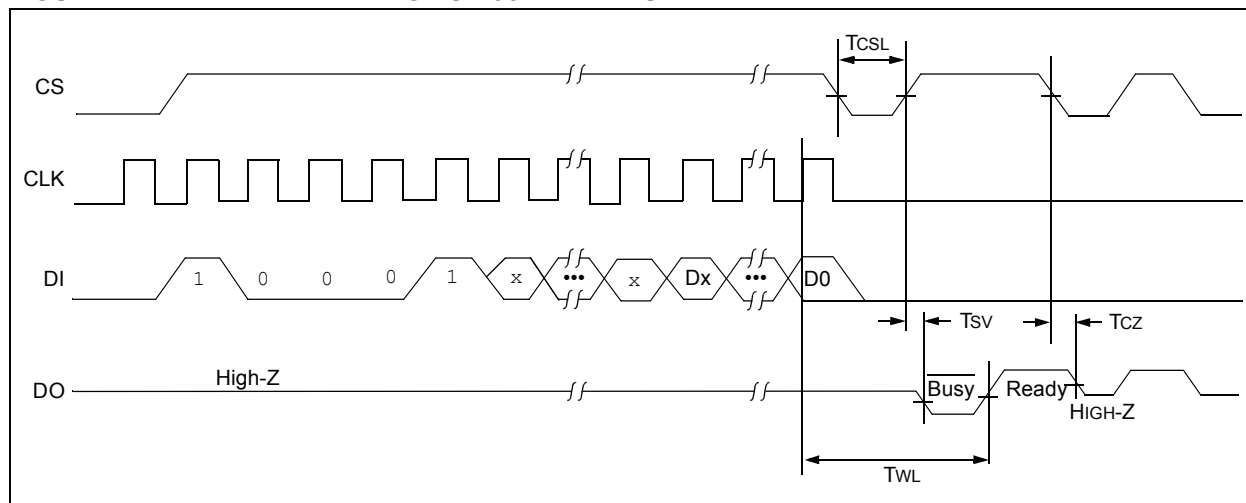 TCSL
CS
CLK
DI
1 0 0 0 1 x ••• x Dx ••• D0
TSV
TCZ
High-Z
DO
Busy Ready
HIGH-Z
TWL